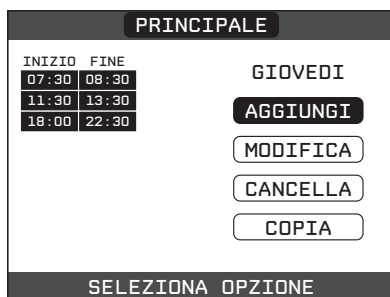 PRINCIPALE
INIZIO FINE
07:30 08:30
11:30 13:30
18:00 22:30
GIOVEDI
AGGIUNGI
MODIFICA
CANCELLA
COPIA
SELEZIONA OPZIONE